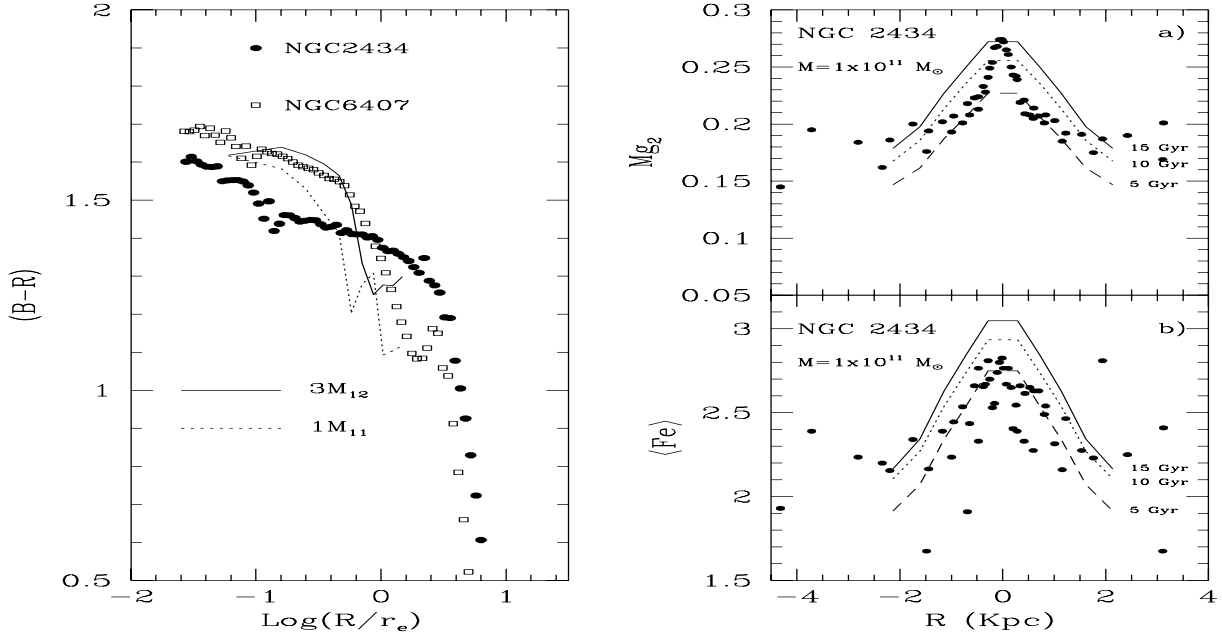 2
1.5
1
0.5
(B−R)
NGC2434
NGC6407
3M₁₂
1M₁₁
−2
−1
0
1
Log(R/rₑ)
0.3
0.25
0.2
0.15
0.1
0.05
Mg₂
NGC 2434
a)
M=1x10¹¹ M☉
15 Gyr
10 Gyr
5 Gyr
3
2.5
2
1.5
⟨Fe⟩
NGC 2434
b)
M=1x10¹¹ M☉
15 Gyr
10 Gyr
5 Gyr
−4
−2
0
2
4
R (Kpc)